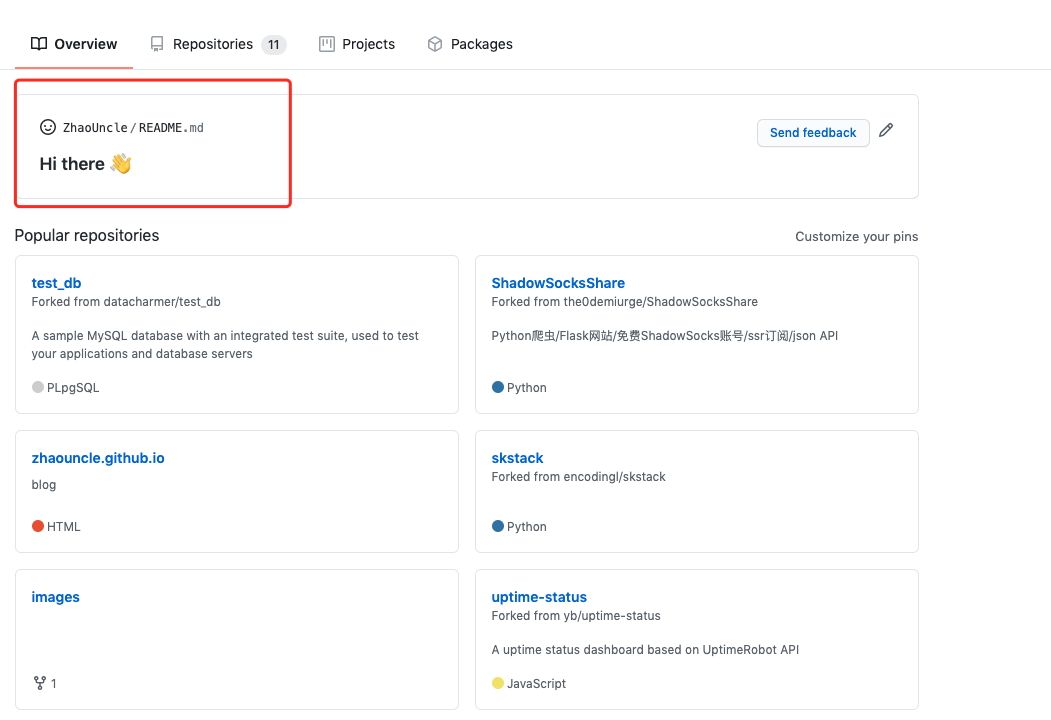 Overview Repositories 11 Projects Packages
ZhaoUncle/README.md
Send feedback
Hi there 👋
Popular repositories
Customize your pins
test_db
Forked from datacharmer/test_db
A sample MySQL database with an integrated test suite, used to test
your applications and database servers
PLpgSQL
ShadowSocksShare
Forked from the0demiurge/ShadowSocksShare
Python爬虫/Flask网站/免费ShadowSocks账号/ssr订阅/json API
Python
zhaouncle.github.io
blog
HTML
skstack
Forked from encodingl/skstack
Python
images
1
uptime-status
Forked from yb/uptime-status
A uptime status dashboard based on UptimeRobot API
JavaScript